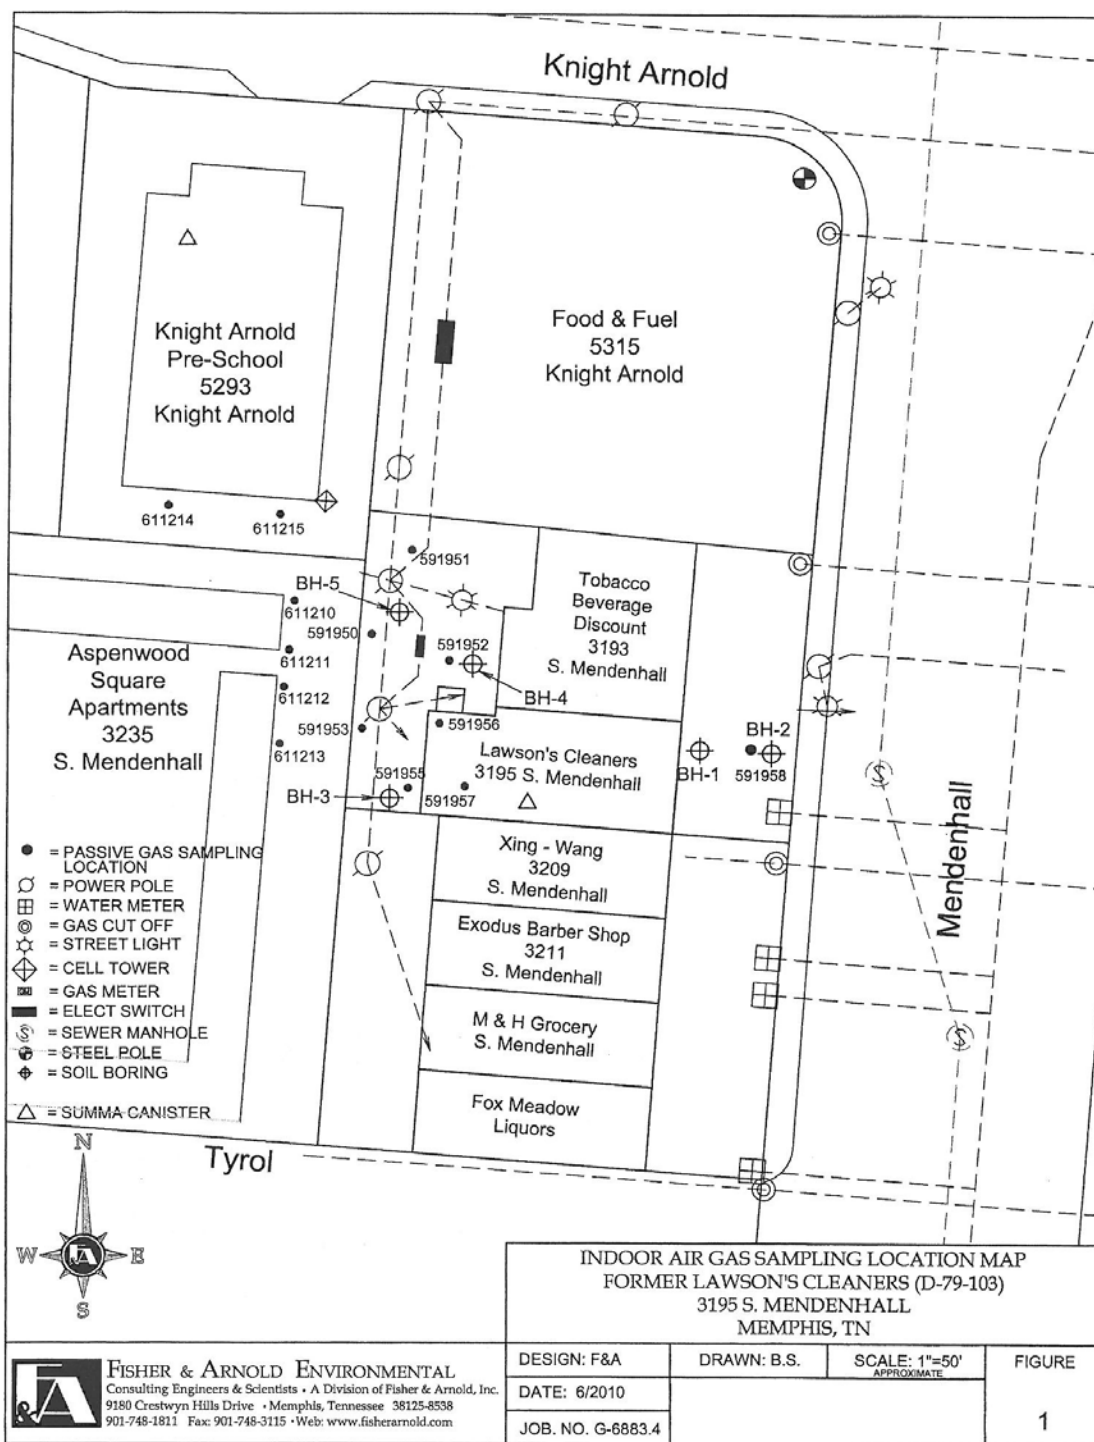 Knight Arnold
Knight Arnold
Pre-School
5293
Knight Arnold
Food & Fuel
5315
Knight Arnold
611214
611215
591951
BH-5
611210
591950
591952
611211
BH-4
611212
591953
591956
611213
591955
591957
BH-3
Tobacco
Beverage
Discount
3193
S. Mendenhall
Aspenwood
Square
Apartments
3235
S. Mendenhall
Lawson's Cleaners
3195 S. Mendenhall
BH-1
BH-2
591958
Mendenhall
S
S
Xing - Wang
3209
S. Mendenhall
Exodus Barber Shop
3211
S. Mendenhall
M & H Grocery
S. Mendenhall
Fox Meadow
Liquors
= PASSIVE GAS SAMPLING
LOCATION
= POWER POLE
= WATER METER
= GAS CUT OFF
= STREET LIGHT
= CELL TOWER
GM = GAS METER
= ELECT SWITCH
S = SEWER MANHOLE
= STEEL POLE
= SOIL BORING
= SUMMA CANISTER
Tyrol
N
W F&A E
S
INDOOR AIR GAS SAMPLING LOCATION MAP
FORMER LAWSON'S CLEANERS (D-79-103)
3195 S. MENDENHALL
MEMPHIS, TN
F&A
FISHER & ARNOLD ENVIRONMENTAL
Consulting Engineers & Scientists • A Division of Fisher & Arnold, Inc.
9180 Crestwyn Hills Drive • Memphis, Tennessee 38125-8538
901-748-1811 Fax: 901-748-3115 • Web: www.fisherarnold.com
DESIGN: F&A
DRAWN: B.S.
SCALE: 1"=50'
APPROXIMATE
FIGURE
DATE: 6/2010
JOB. NO. G-6883.4
1